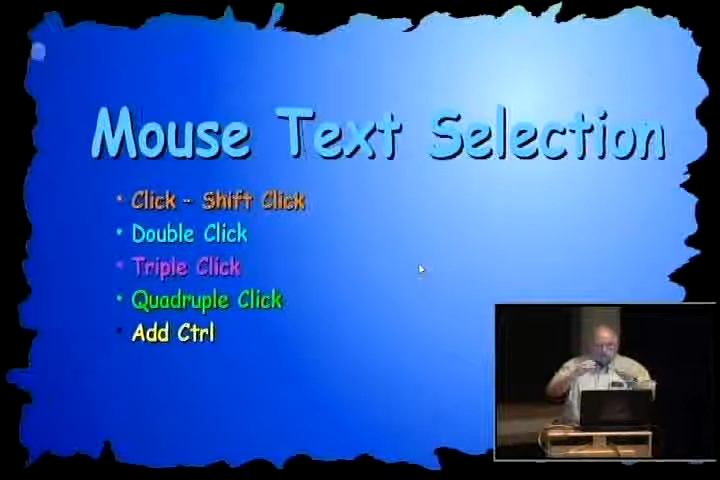 Mouse Text Selection
Click - Shift Click
Double Click
Triple Click
Quadruple Click
Add Ctrl